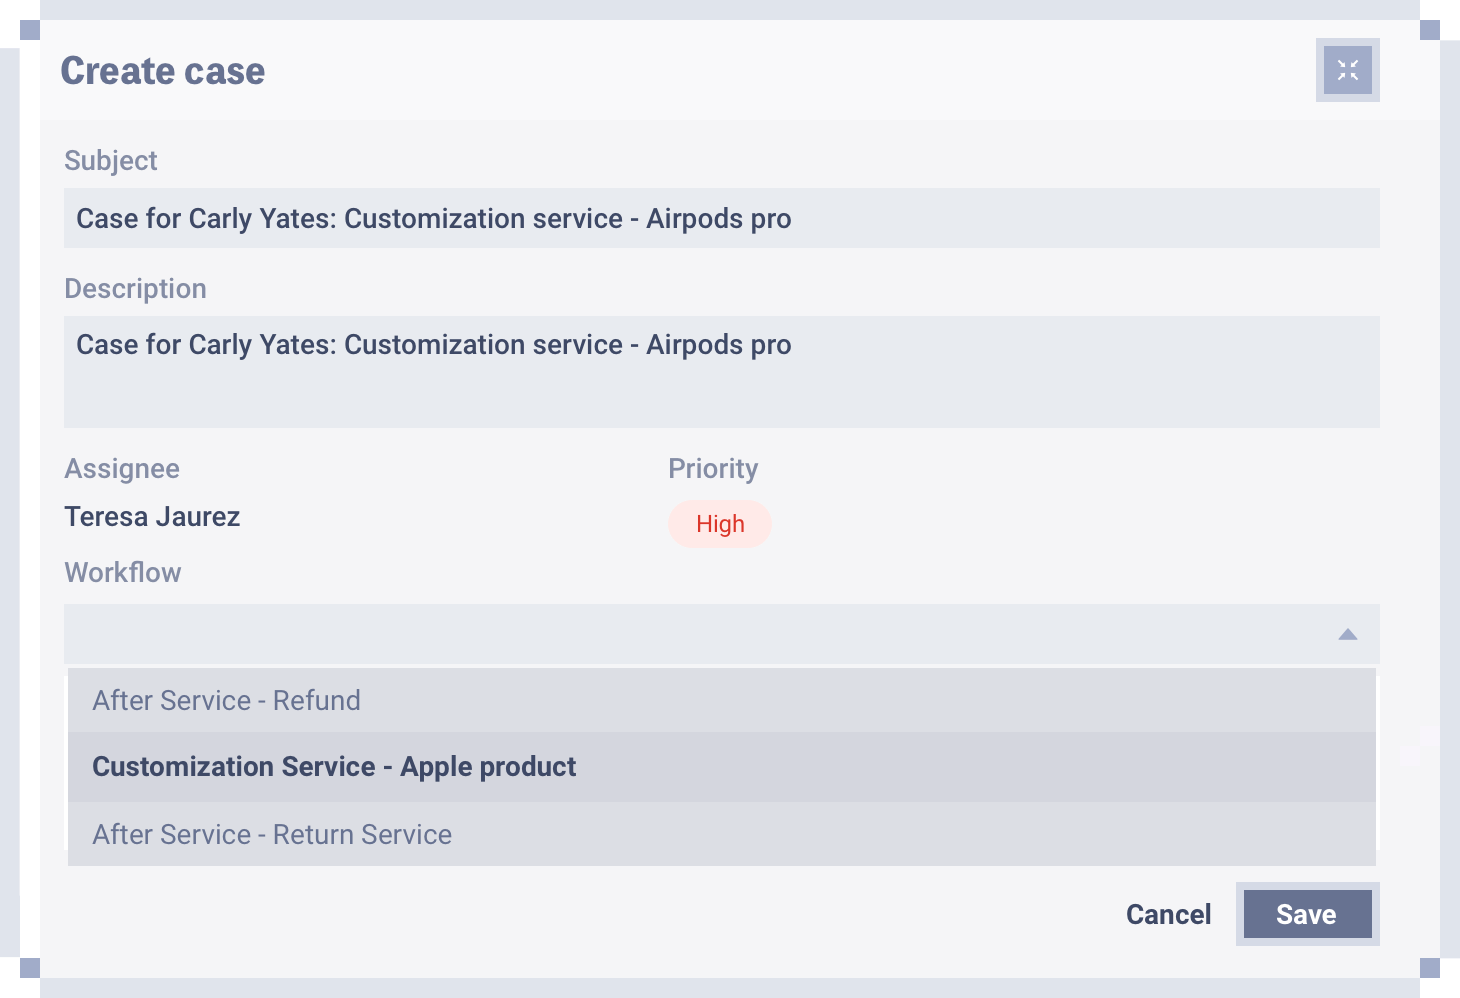 Create case
Subject
Case for Carly Yates: Customization service - Airpods pro
Description
Case for Carly Yates: Customization service - Airpods pro
Assignee
Priority
Teresa Jaurez
High
Workflow
After Service - Refund
Customization Service - Apple product
After Service - Return Service
Cancel
Save